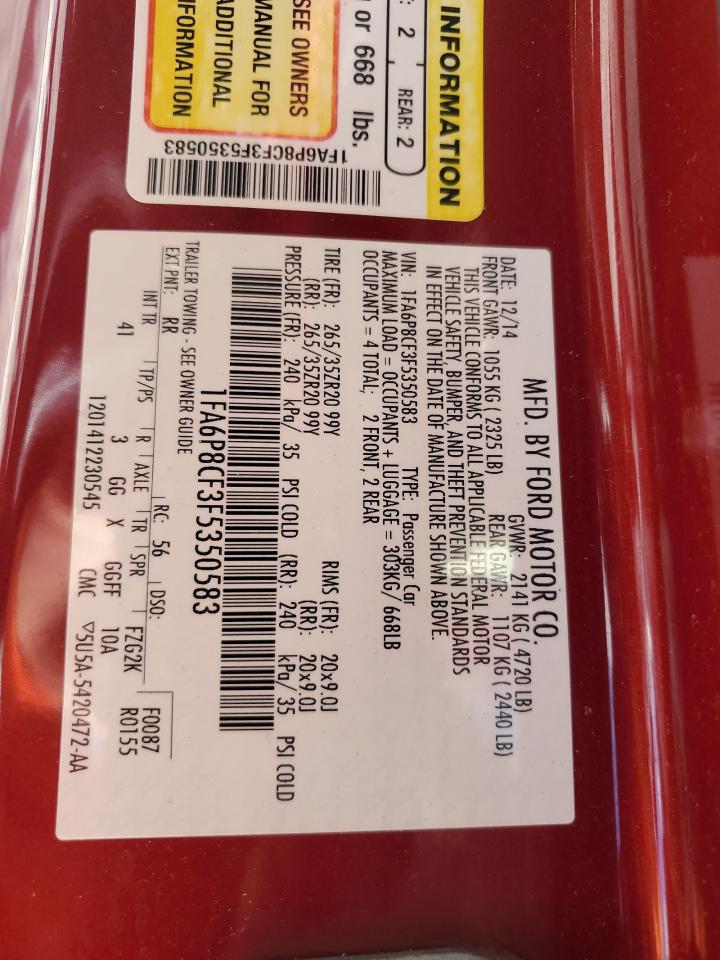 INFORMATION
: 2 , REAR: 2
or 668 lbs.
SEE OWNERS
MANUAL FOR
ADDITIONAL
INFORMATION
1FA6P8CF3F5350583
MFD. BY FORD MOTOR CO.
DATE: 12/14 GVWR: 2141 KG ( 4720 LB)
FRONT GAWR: 1055 KG ( 2325 LB) REAR GAWR: 1107 KG ( 2440 LB)
THIS VEHICLE CONFORMS TO ALL APPLICABLE FEDERAL MOTOR
VEHICLE SAFETY, BUMPER, AND THEFT PREVENTION STANDARDS
IN EFFECT ON THE DATE OF MANUFACTURE SHOWN ABOVE.
VIN: 1FA6P8CF3F5350583 TYPE: Passenger Car
MAXIMUM LOAD = OCCUPANTS + LUGGAGE = 303KG/ 668LB
OCCUPANTS = 4 TOTAL; 2 FRONT, 2 REAR
TIRE (FR): 265/35ZR20 99Y RIMS (FR): 20x9.0J
(RR): 265/35ZR20 99Y (RR): 20x9.0J
PRESSURE (FR): 240 kPa/ 35 PSI COLD (RR): 240 kPa/ 35 PSI COLD
1FA6P8CF3F5350583
TRAILER TOWING - SEE OWNER GUIDE
EXT PNT: RR RC: 56 DSO: F0087
INT TR TP/PS R AXLE TR SPR F7G2K R0155
41 3 GG X GGFF 10A
1201412230545 CMC ▽5U5A-5420472-AA